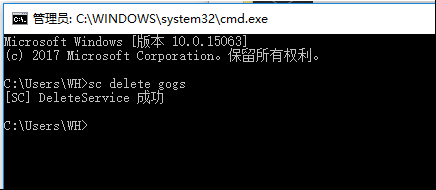 管理员: C:\WINDOWS\system32\cmd.exe
Microsoft Windows [版本 10.0.15063]
(c) 2017 Microsoft Corporation。保留所有权利。
C:\Users\WH>sc delete gogs
[SC] DeleteService 成功
C:\Users\WH>